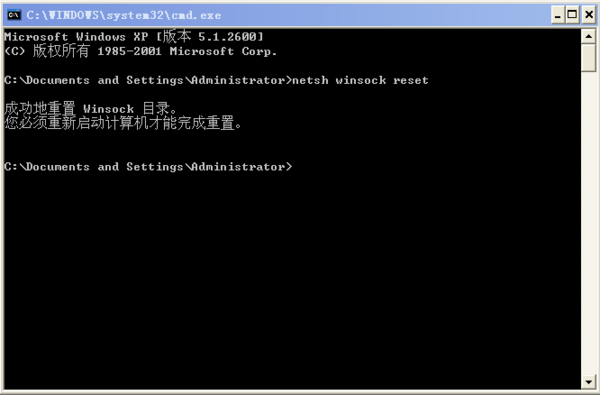 C:\WINDOWS\system32\cmd.exe
Microsoft Windows XP [版本 5.1.2600]
(C) 版权所有 1985-2001 Microsoft Corp.
C:\Documents and Settings\Administrator>netsh winsock reset
成功地重置 Winsock 目录。
您必须重新启动计算机才能完成重置。
C:\Documents and Settings\Administrator>